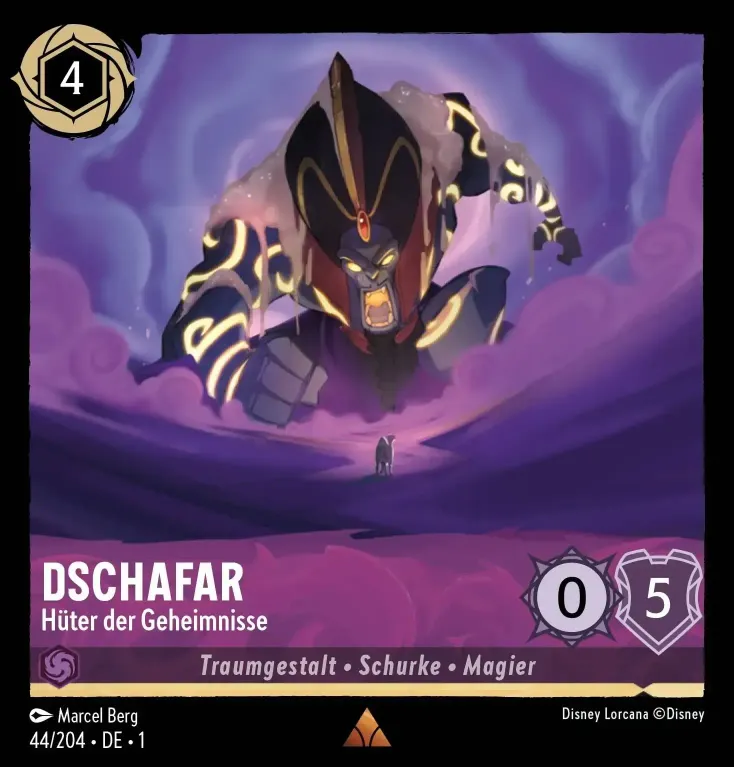 4
DSCHAFAR
Hüter der Geheimnisse
0
5
Traumgestalt • Schurke • Magier
Marcel Berg
Disney Lorcana ©Disney
44/204 • DE • 1